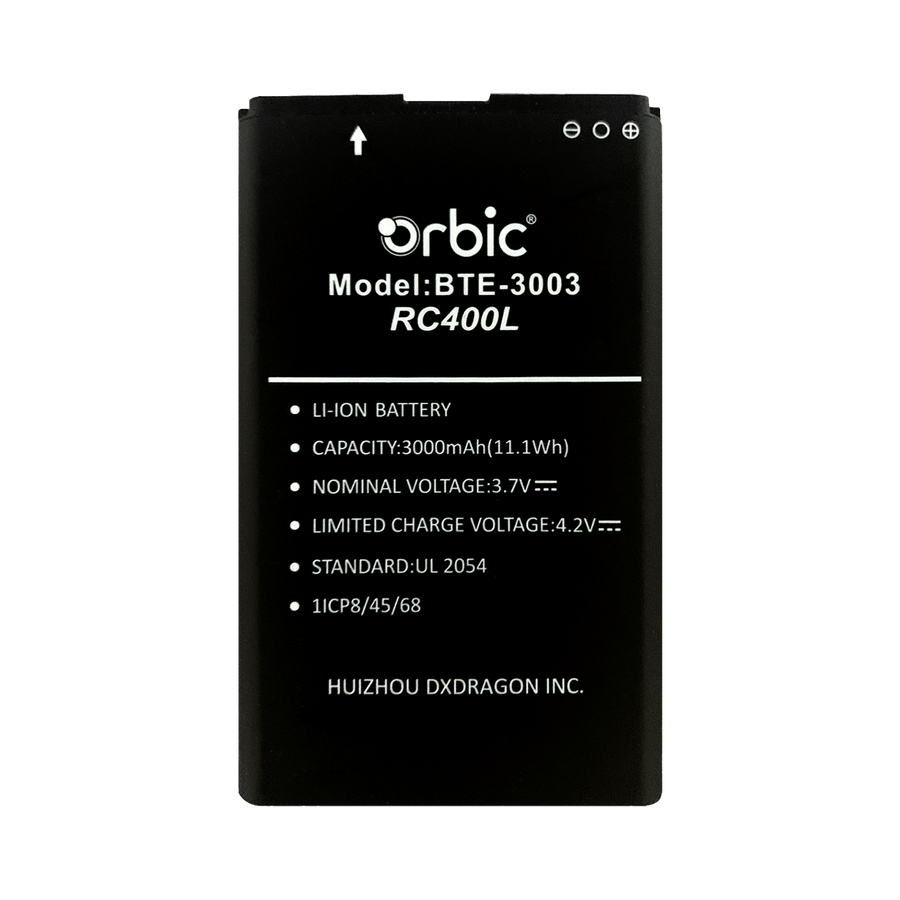 ⊖ ○ ⊕
Orbic®
Model:BTE-3003
RC400L
• LI-ION BATTERY
• CAPACITY:3000mAh(11.1Wh)
• NOMINAL VOLTAGE:3.7V⎓
• LIMITED CHARGE VOLTAGE:4.2V⎓
• STANDARD:UL 2054
• 1ICP8/45/68
HUIZHOU DXDRAGON INC.